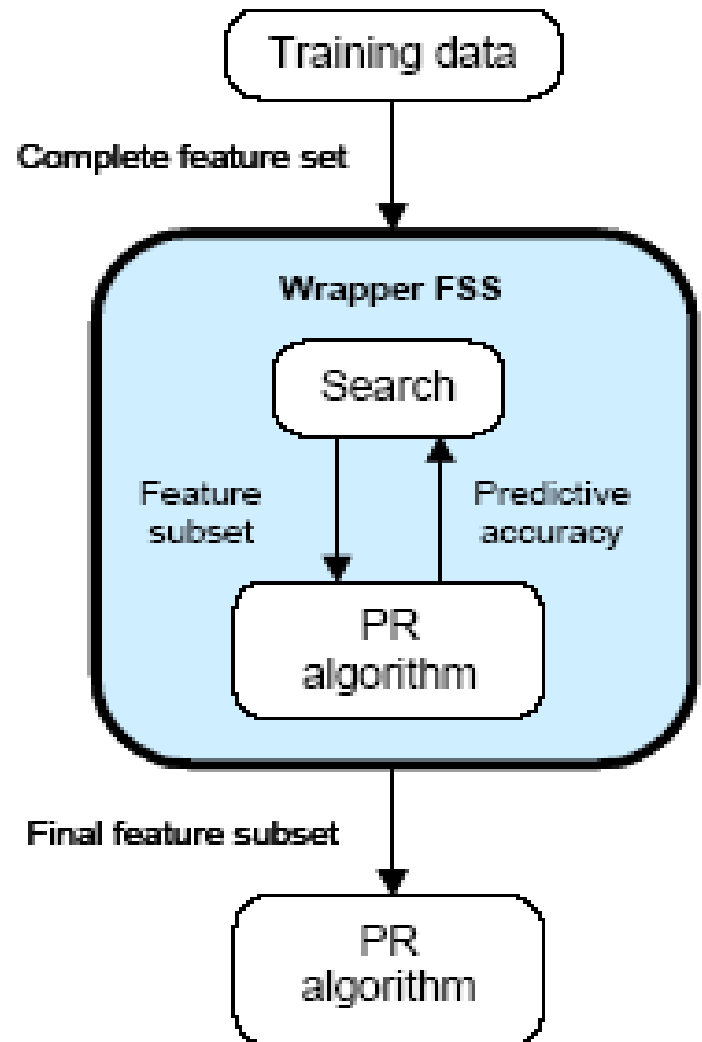 Training data
Complete feature set
Wrapper FSS
Search
Feature
subset
Predictive
accuracy
PR
algorithm
Final feature subset
PR
algorithm